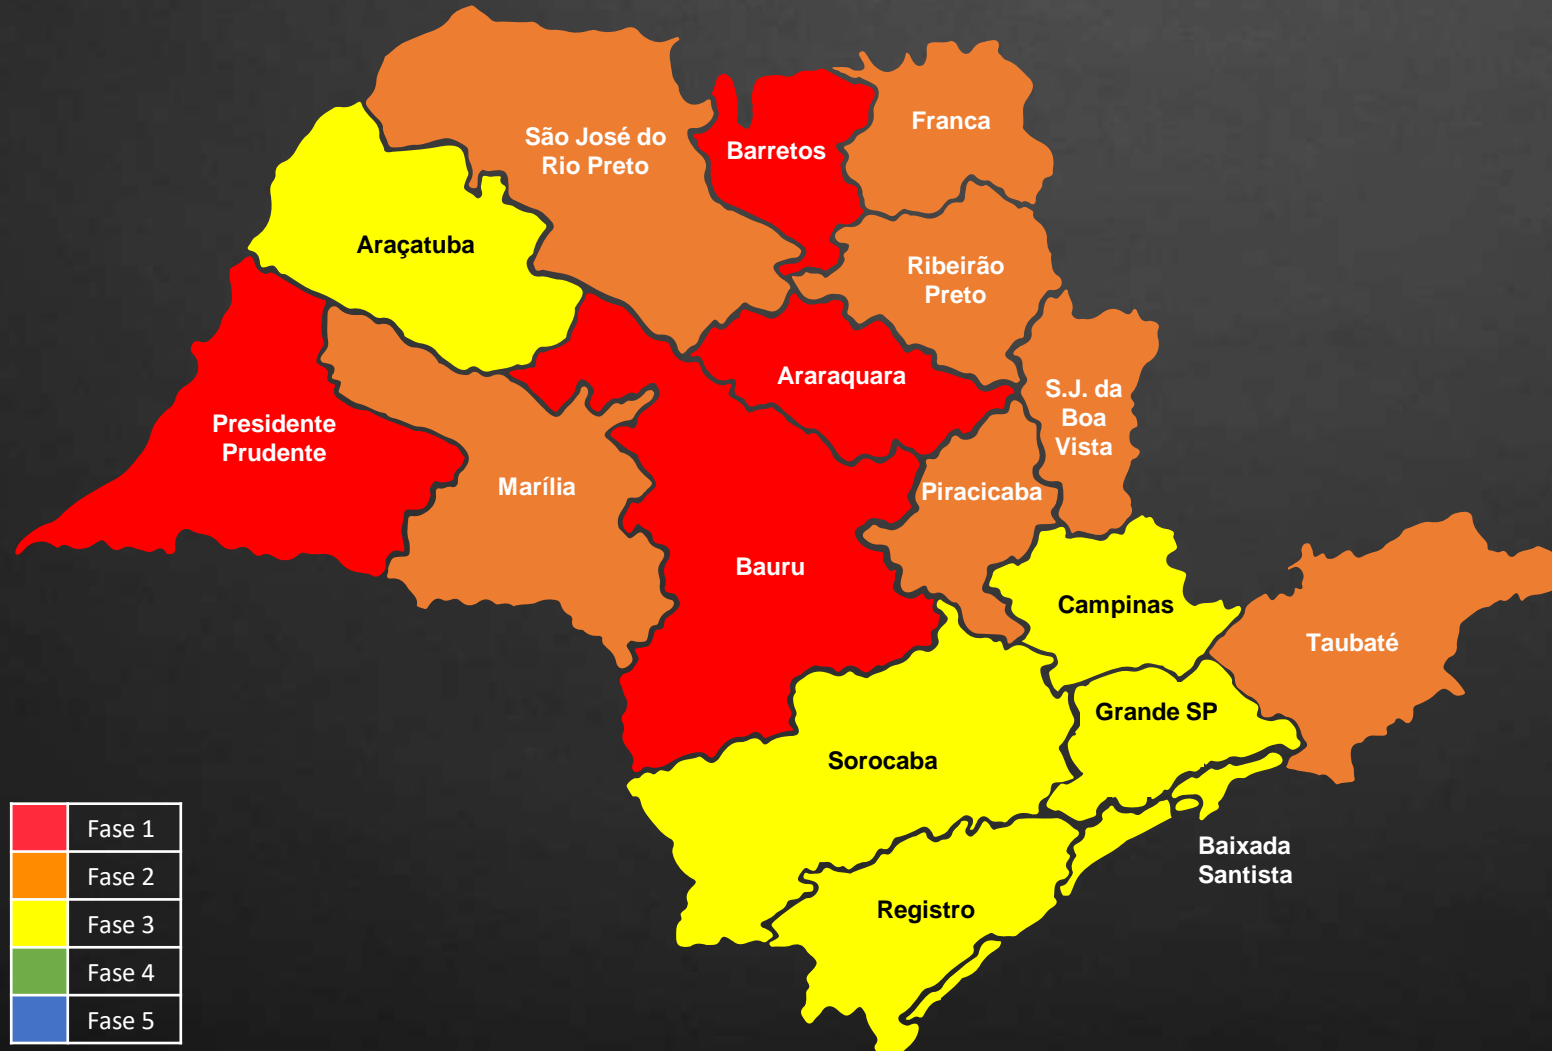 São José do
Rio Preto
Barretos
Franca
Araçatuba
Ribeirão
Preto
Presidente
Prudente
Araraquara
S.J. da
Boa
Vista
Marília
Piracicaba
Bauru
Campinas
Taubaté
Grande SP
Sorocaba
Baixada
Santista
Registro
Fase 1
Fase 2
Fase 3
Fase 4
Fase 5